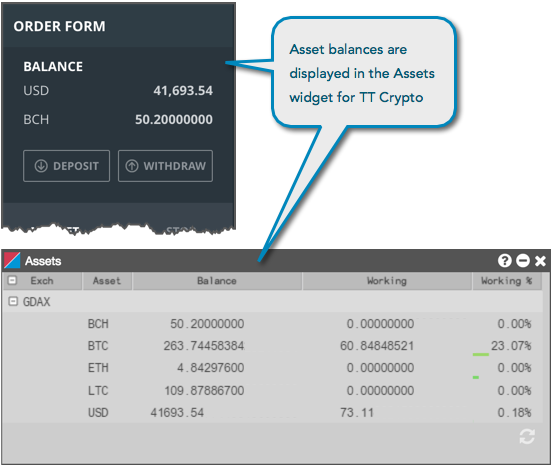 ORDER FORM
BALANCE
USD 41,693.54
BCH 50.20000000
DEPOSIT WITHDRAW
Asset balances are
displayed in the Assets
widget for TT Crypto
Assets
Exch Asset Balance Working Working %
GDAX
BCH 50.20000000 0.00000000 0.00%
BTC 263.74458384 60.84848521 23.07%
ETH 4.84297600 0.00000000 0.00%
LTC 109.87886700 0.00000000 0.00%
USD 41693.54 73.11 0.18%